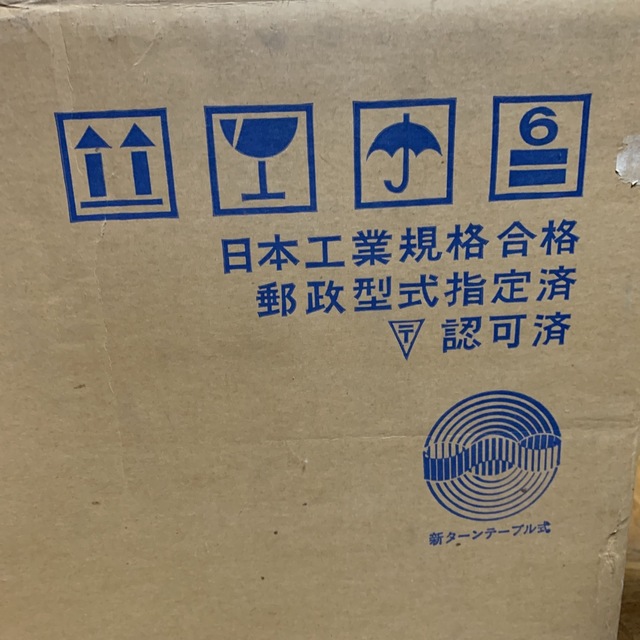 6
日本工業規格合格
郵政型式指定済
〒 認可済
新ターンテーブル式